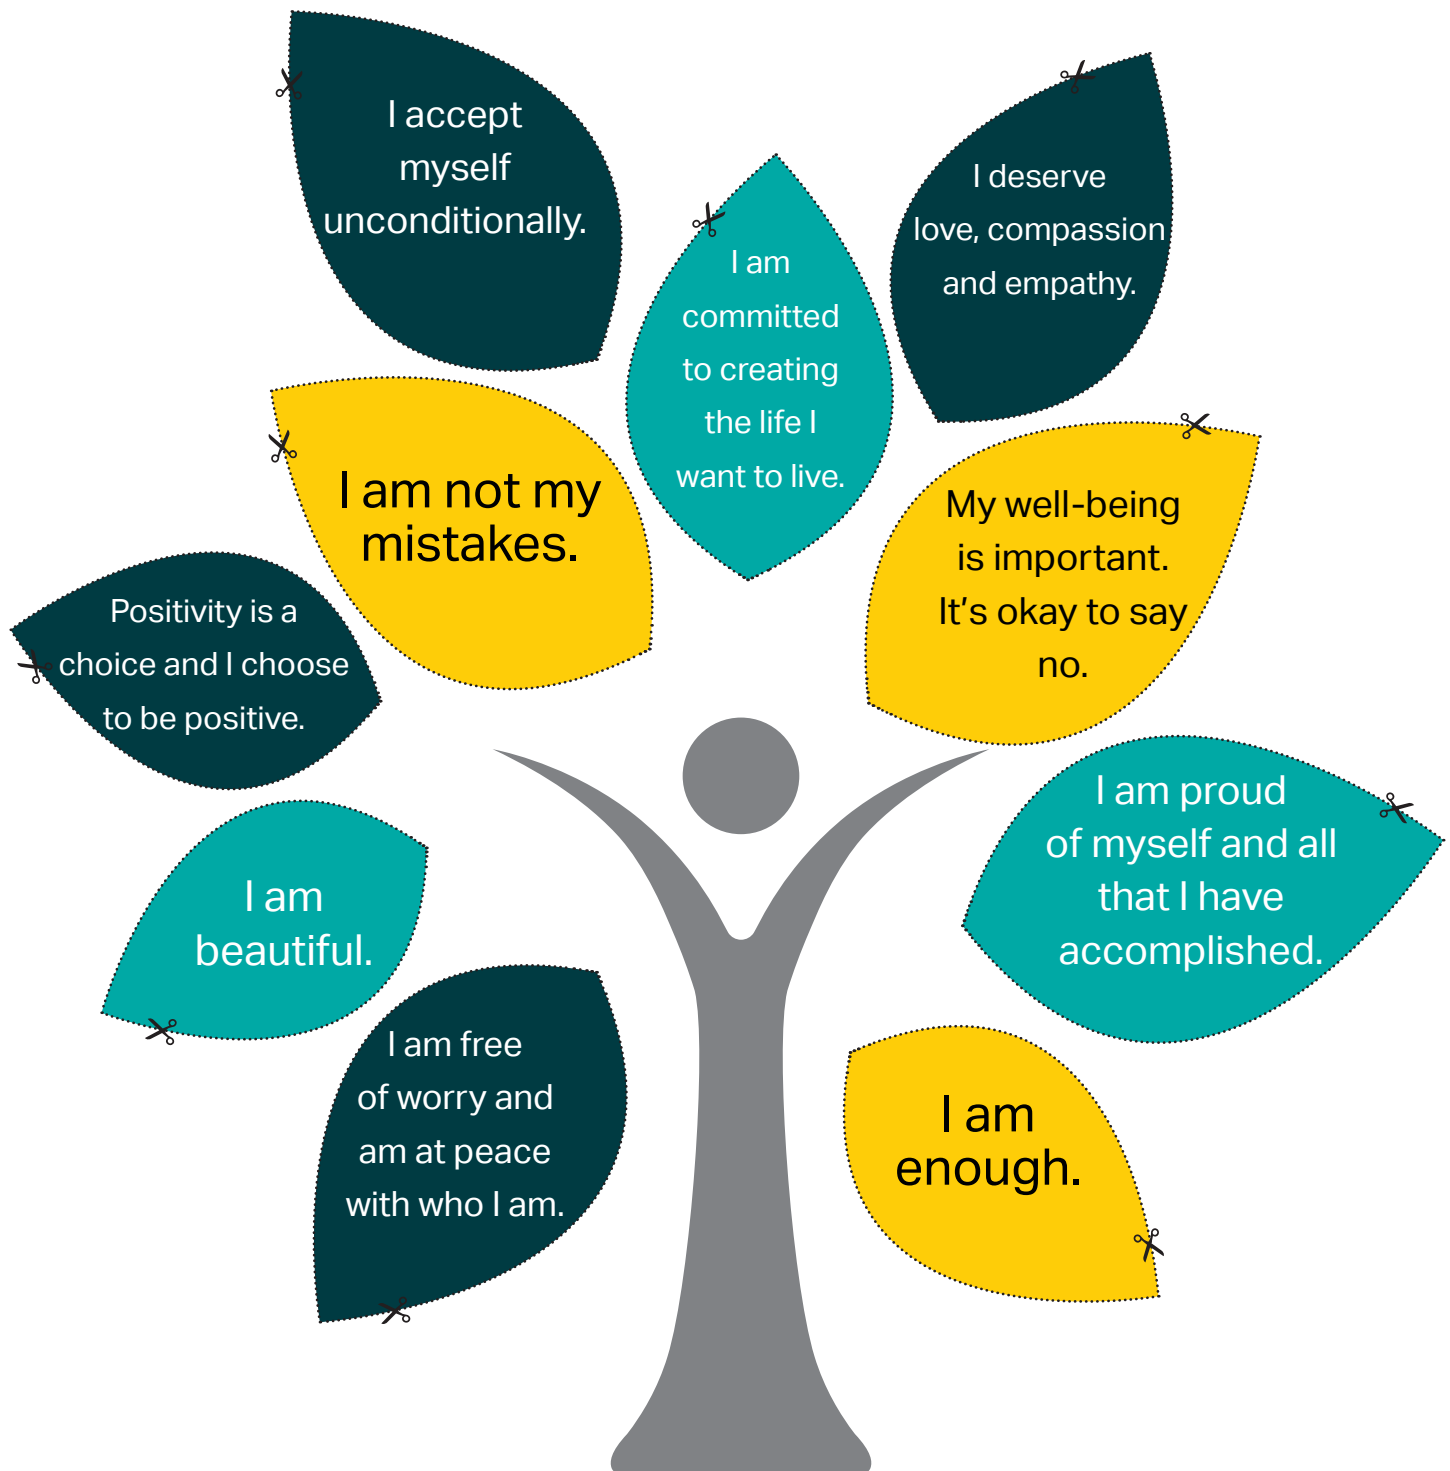 I accept
myself
unconditionally.
I deserve
love, compassion
and empathy.
I am
committed
to creating
the life I
want to live.
I am not my
mistakes.
My well-being
is important.
It's okay to say
no.
Positivity is a
choice and I choose
to be positive.
I am proud
of myself and all
that I have
accomplished.
I am
beautiful.
I am free
of worry and
am at peace
with who I am.
I am
enough.